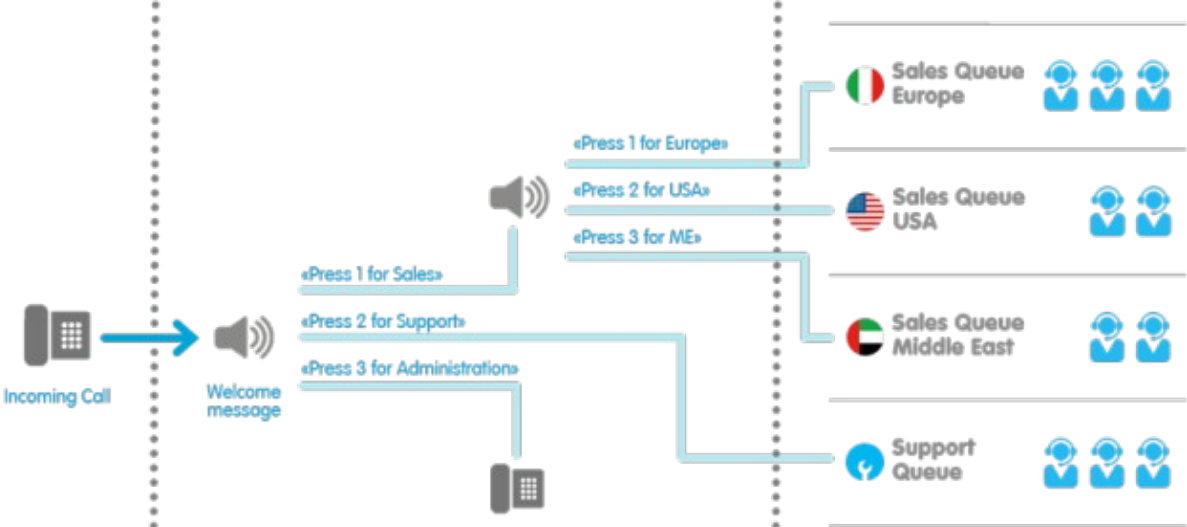 Incoming Call
Welcome
message
«Press 1 for Sales»
«Press 2 for Support»
«Press 3 for Administration»
«Press 1 for Europe»
«Press 2 for USA»
«Press 3 for ME»
Sales Queue
Europe
Sales Queue
USA
Sales Queue
Middle East
Support
Queue